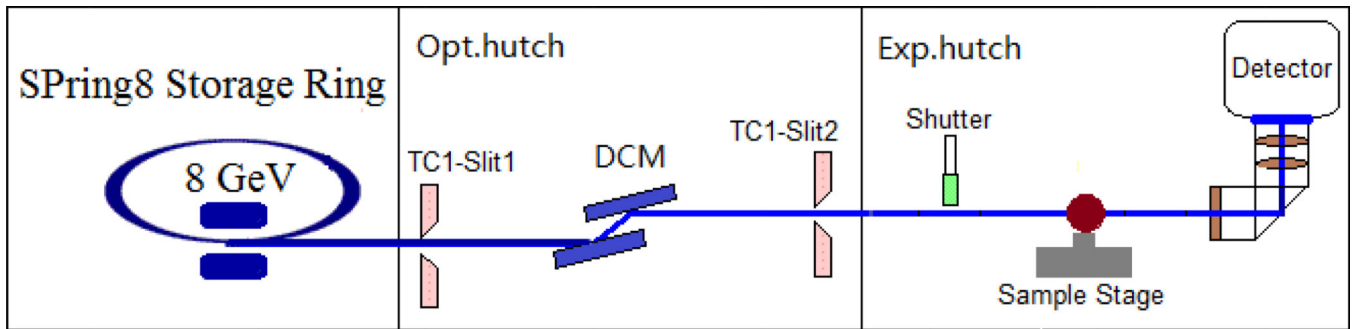 SPring8 Storage Ring
8 GeV
Opt.hutch
TC1-Slit1
DCM
TC1-Slit2
Exp.hutch
Shutter
Sample Stage
Detector